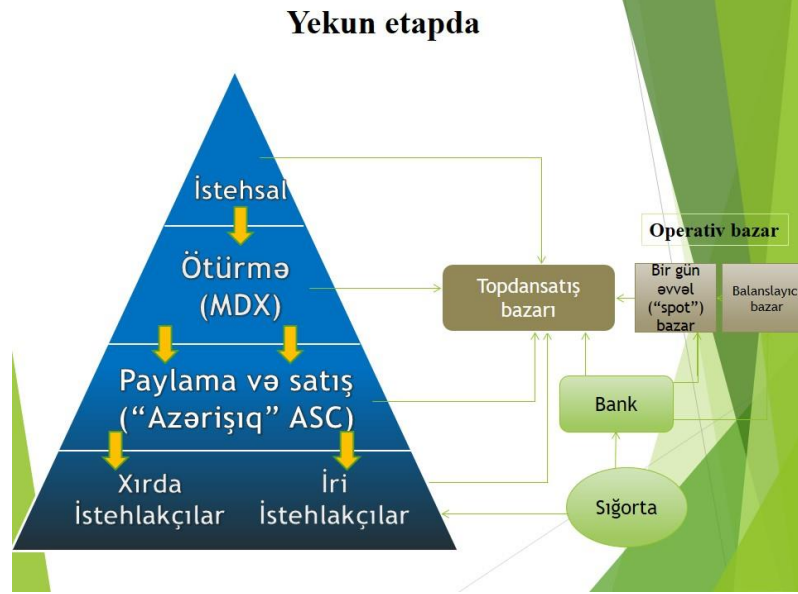 Yekun etapda
İstehsal
Ötürmə
(MDX)
Paylama və satış
(“Azərişıq” ASC)
Xırda
İstehlakçılar
İri
İstehlakçılar
Topdansatış
bazarı
Operativ bazar
Bir gün
əvvəl
(“spot”)
bazar
Balanslayıc
bazar
Bank
Sığorta